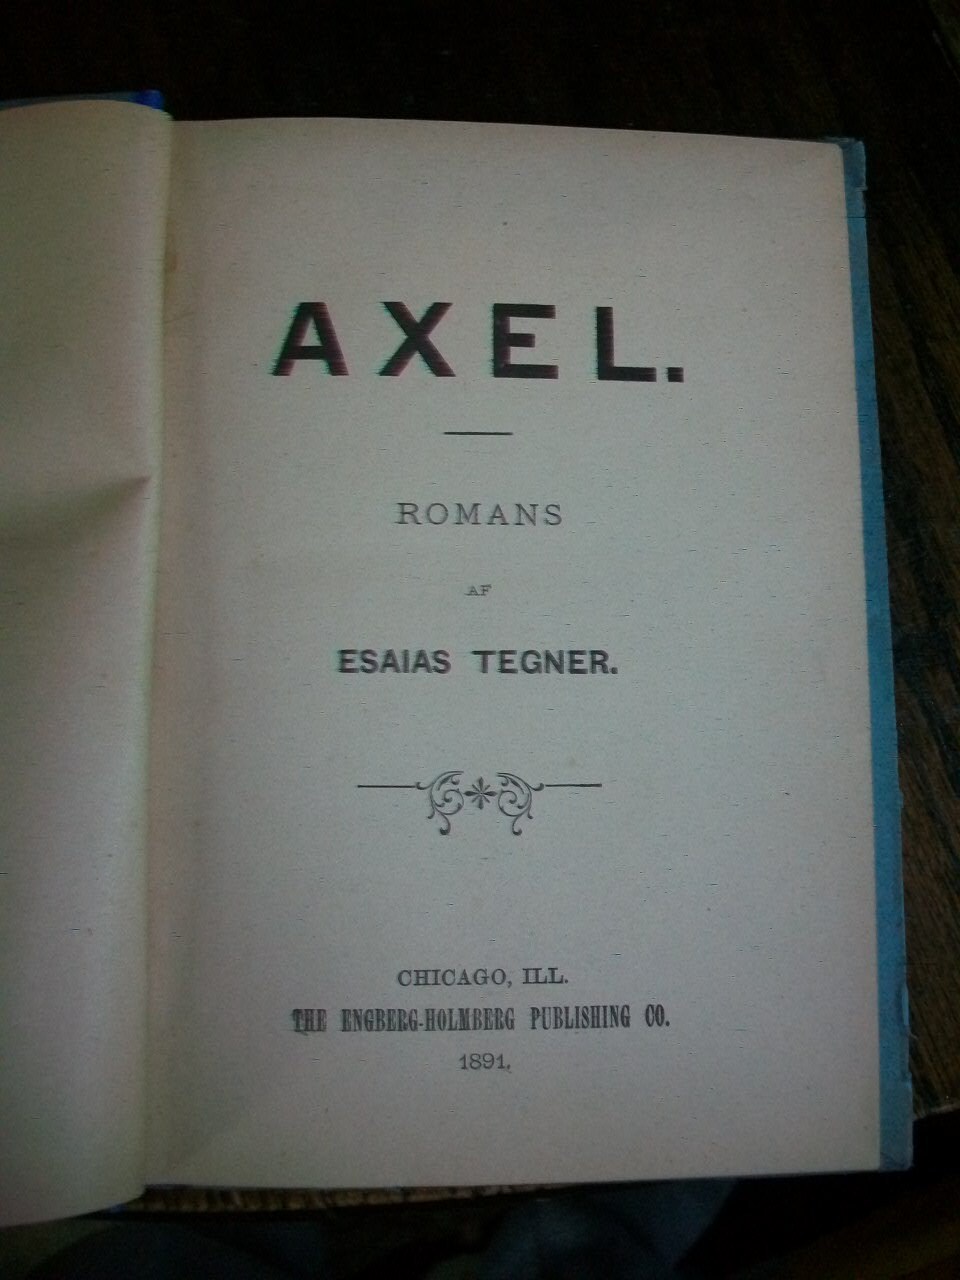 AXEL.
ROMANS
AF
ESAIAS TEGNER.
CHICAGO, ILL.
THE ENGBERG-HOLMBERG PUBLISHING CO.
1891.